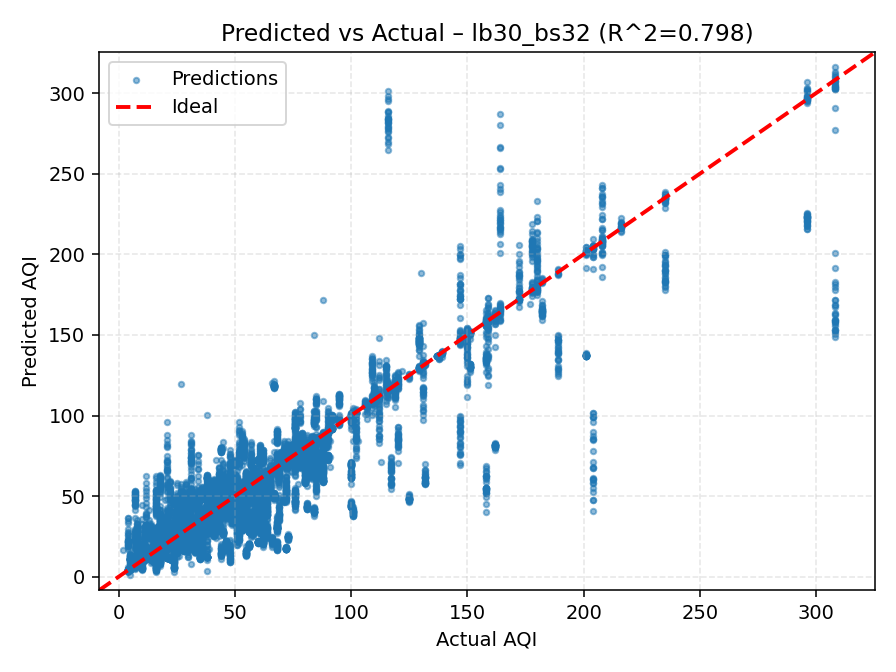 Predicted vs Actual – lb30_bs32 (R^2=0.798)
Predictions
Ideal
300
250
200
150
100
50
0
Predicted AQI
0 50 100 150 200 250 300
Actual AQI